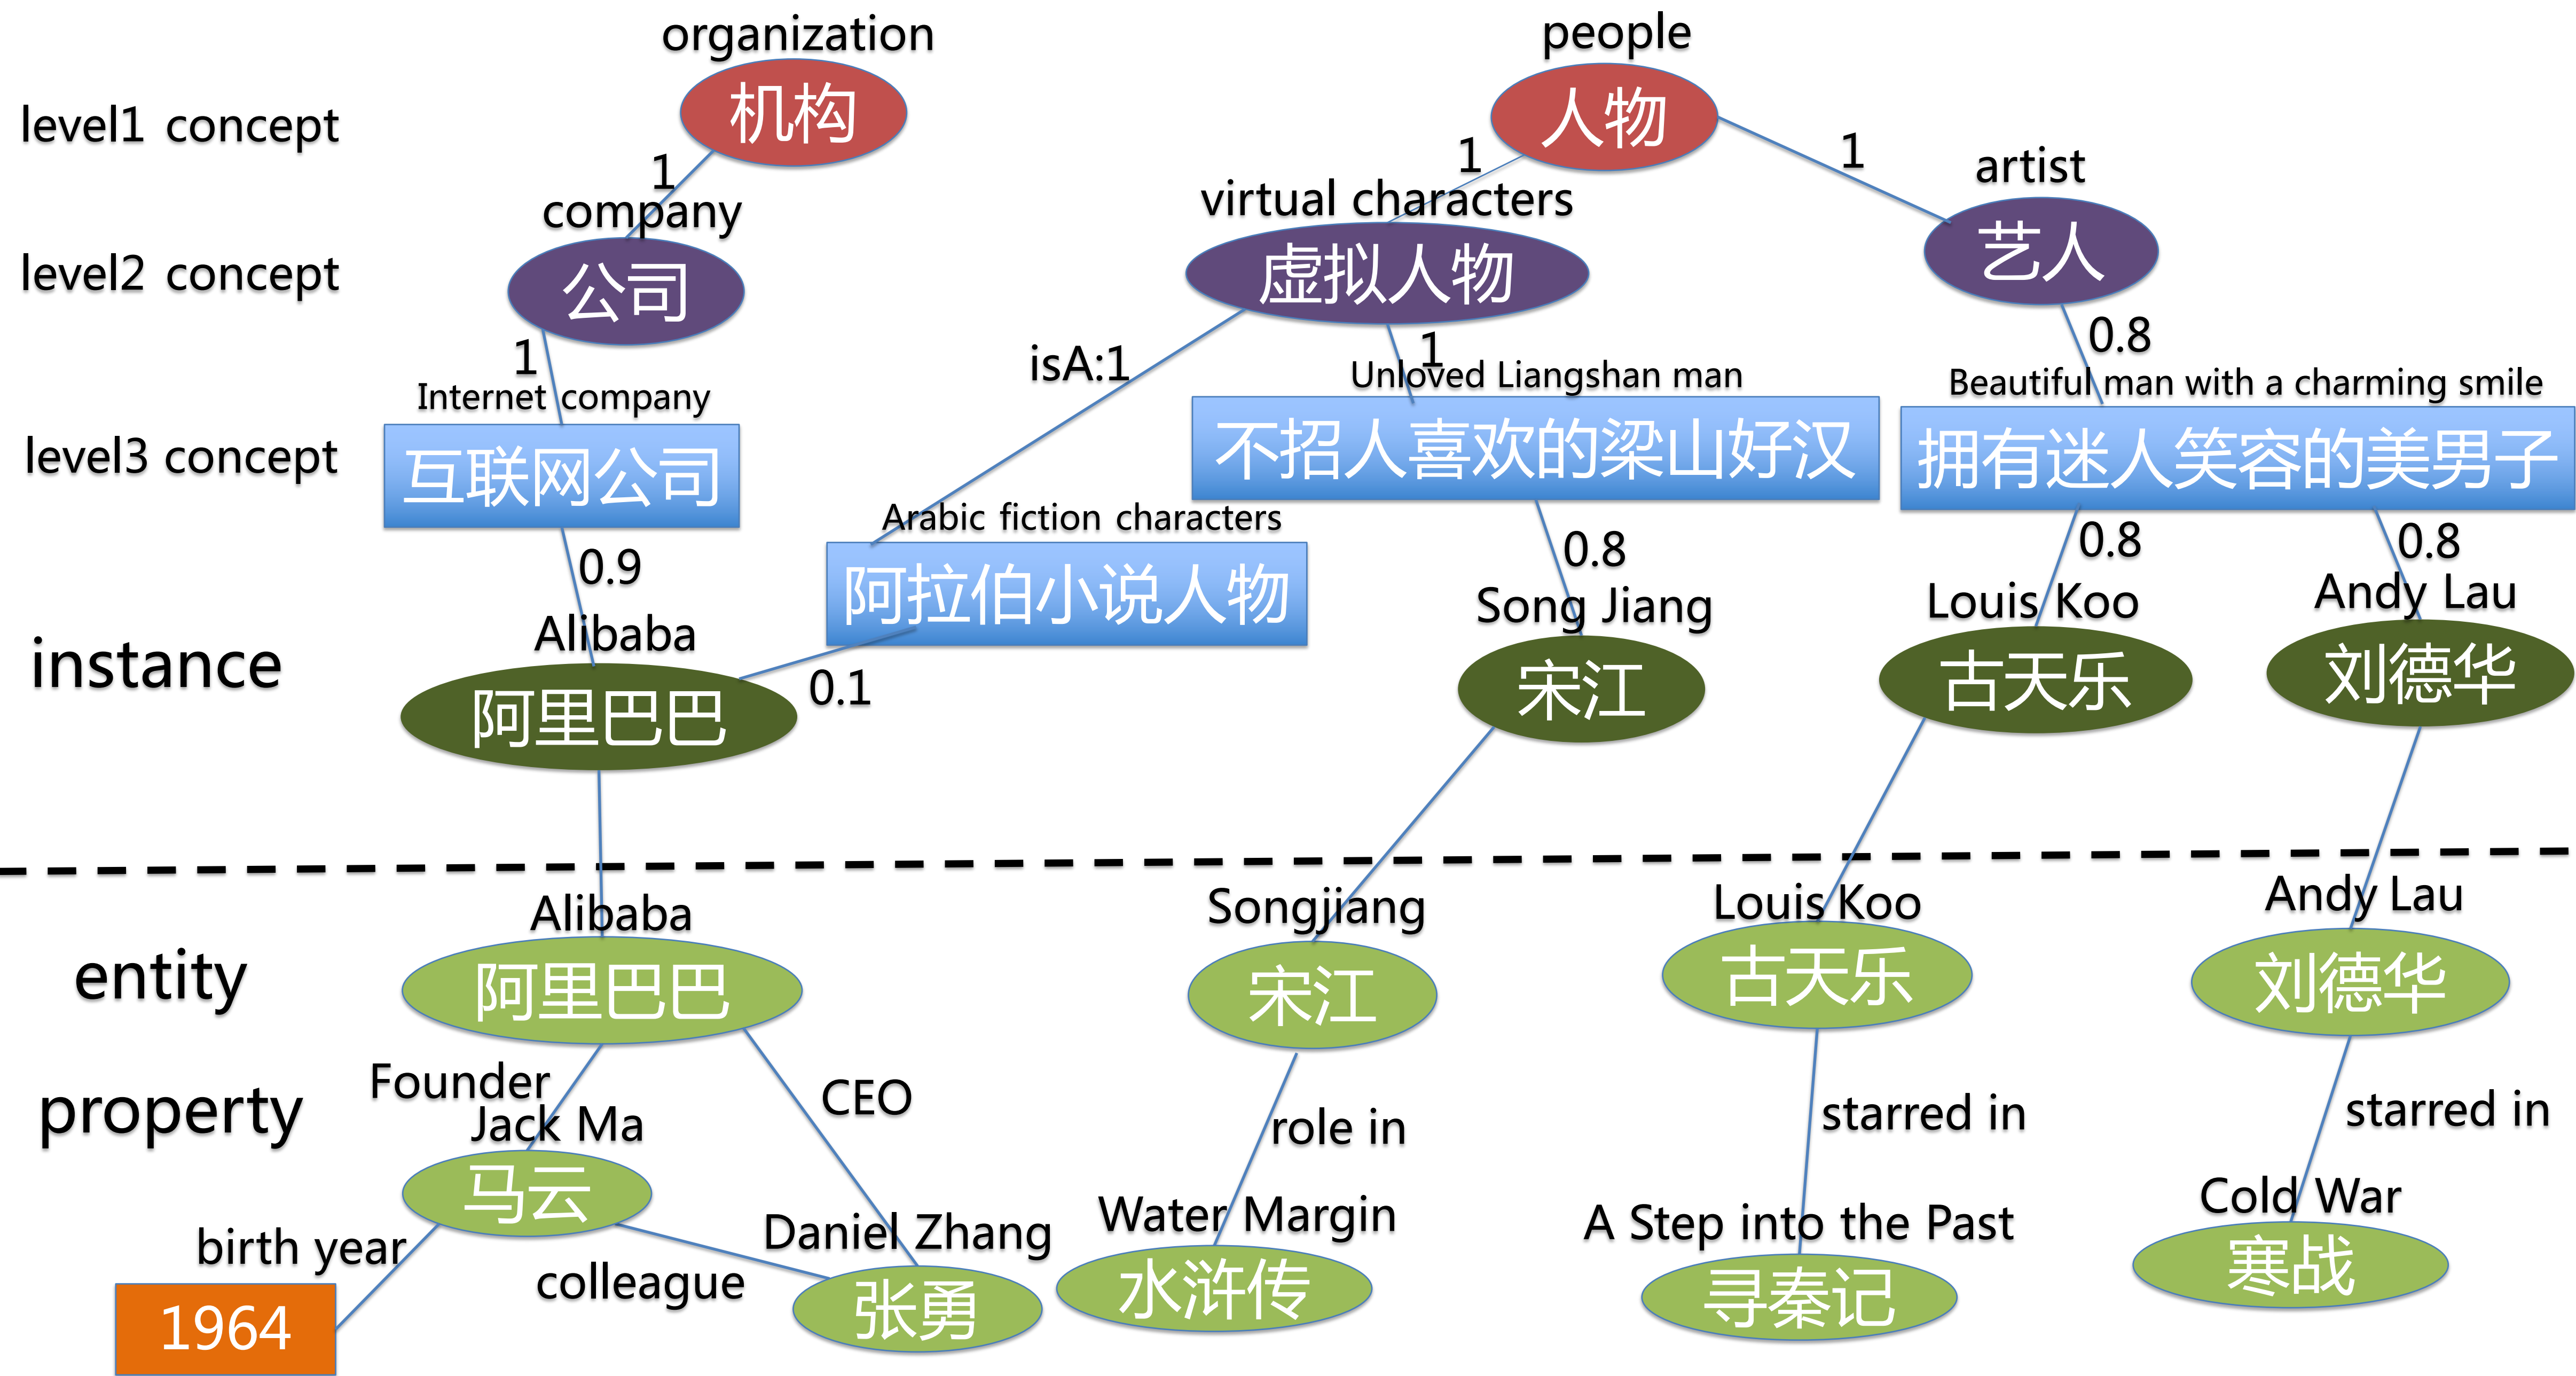 organization
people
机构
人物
level1 concept
1
1
1
artist
company
virtual characters
艺人
level2 concept
公司
虚拟人物
1
isA:1
1
0.8
Internet company
Unloved Liangshan man
Beautiful man with a charming smile
level3 concept
互联网公司
不招人喜欢的梁山好汉
拥有迷人笑容的美男子
Arabic fiction characters
0.9
0.8
0.8
0.8
阿拉伯小说人物
Alibaba
Song Jiang
Louis Koo
Andy Lau
instance
0.1
阿里巴巴
宋江
古天乐
刘德华
Alibaba
Songjiang
Louis Koo
Andy Lau
entity
阿里巴巴
宋江
古天乐
刘德华
property
Founder
CEO
Jack Ma
role in
starred in
starred in
马云
birth year
colleague
Daniel Zhang
Water Margin
A Step into the Past
Cold War
1964
张勇
水浒传
寻秦记
寒战